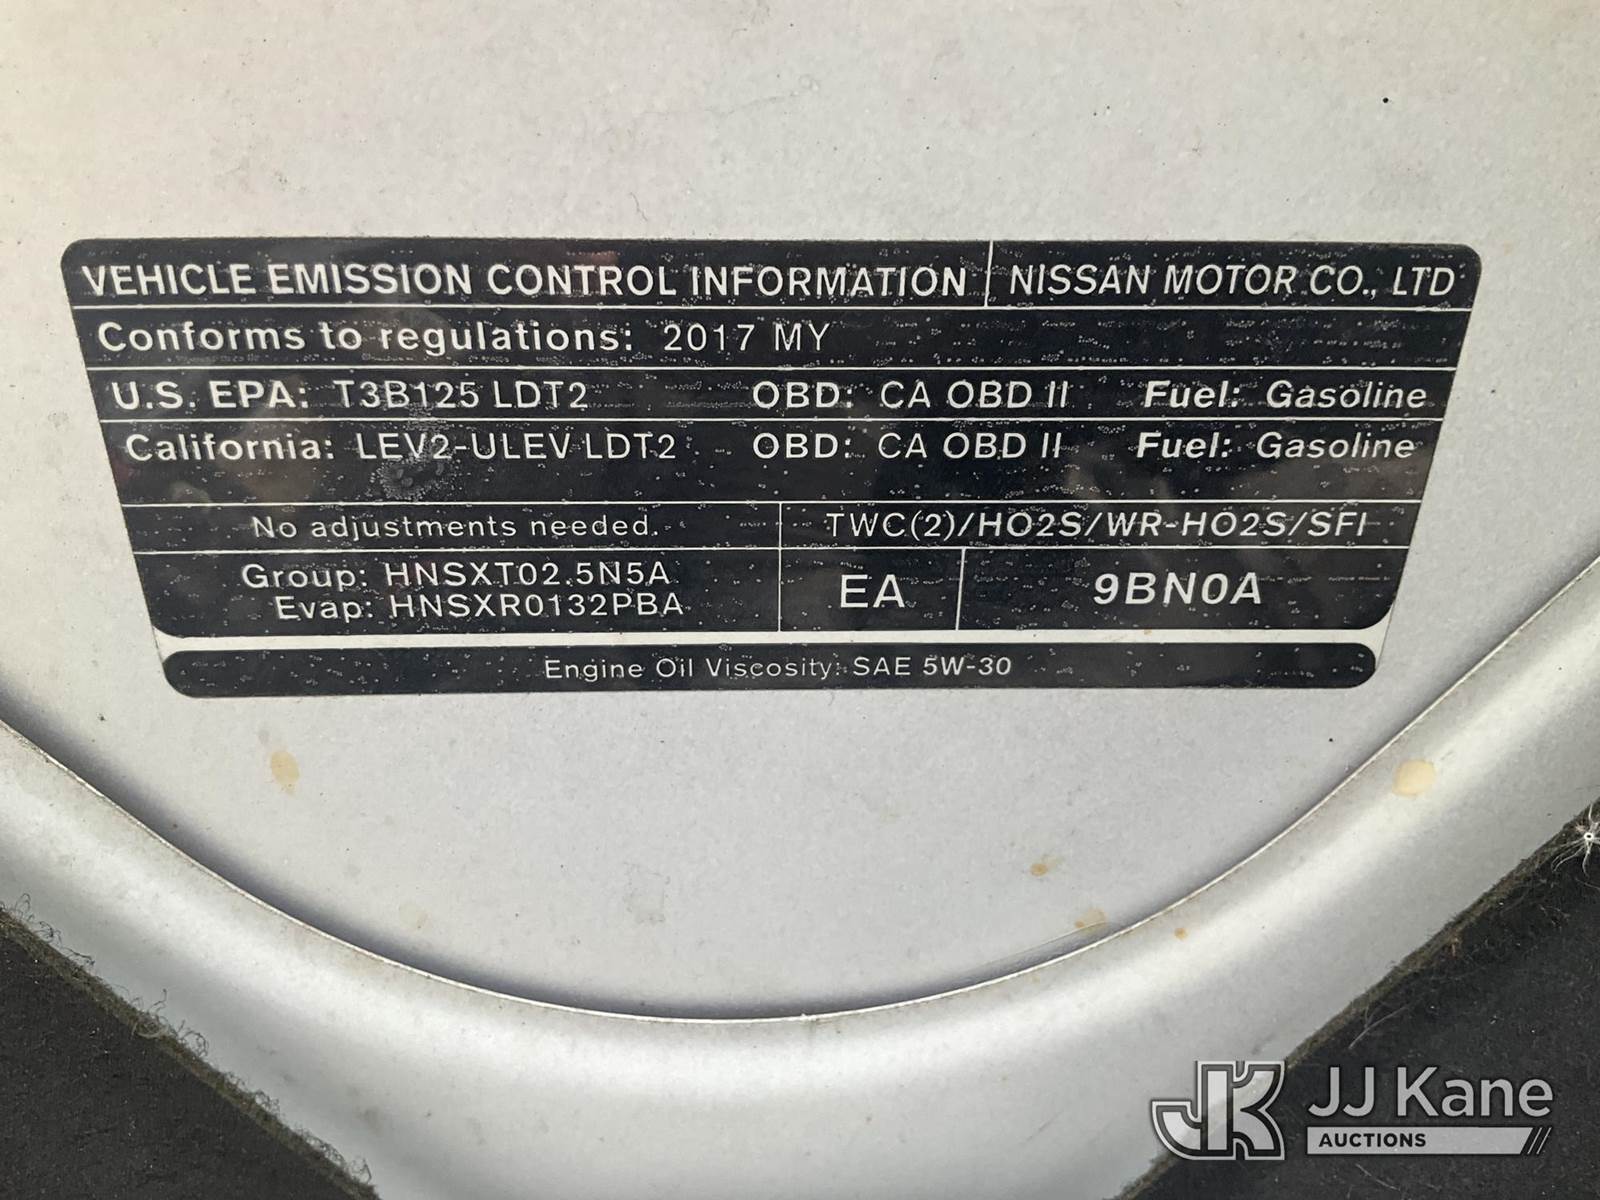 VEHICLE EMISSION CONTROL INFORMATION NISSAN MOTOR CO., LTD
Conforms to regulations: 2017 MY
U.S. EPA: T3B125 LDT2 OBD: CA OBD II Fuel: Gasoline
California: LEV2-ULEV LDT2 OBD: CA OBD II Fuel: Gasoline
No adjustments needed. TWC(2)/HO2S/WR-HO2S/SFI
Group: HNSXT02.5N5A
Evap: HNSXR0132PBA
EA 9BN0A
Engine Oil Viscosity: SAE 5W-30
JK JJ Kane
AUCTIONS